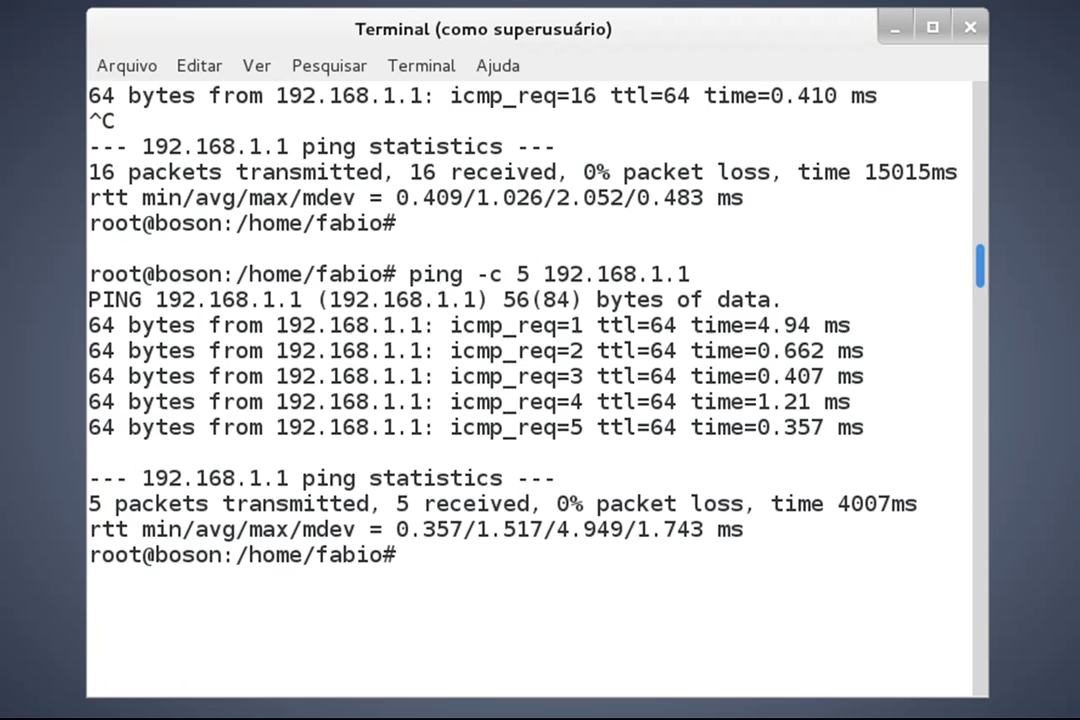 Terminal (como superusuário)
Arquivo Editar Ver Pesquisar Terminal Ajuda
64 bytes from 192.168.1.1: icmp_req=16 ttl=64 time=0.410 ms
^C
--- 192.168.1.1 ping statistics ---
16 packets transmitted, 16 received, 0% packet loss, time 15015ms
rtt min/avg/max/mdev = 0.409/1.026/2.052/0.483 ms
root@boson:/home/fabio#
root@boson:/home/fabio# ping -c 5 192.168.1.1
PING 192.168.1.1 (192.168.1.1) 56(84) bytes of data.
64 bytes from 192.168.1.1: icmp_req=1 ttl=64 time=4.94 ms
64 bytes from 192.168.1.1: icmp_req=2 ttl=64 time=0.662 ms
64 bytes from 192.168.1.1: icmp_req=3 ttl=64 time=0.407 ms
64 bytes from 192.168.1.1: icmp_req=4 ttl=64 time=1.21 ms
64 bytes from 192.168.1.1: icmp_req=5 ttl=64 time=0.357 ms
--- 192.168.1.1 ping statistics ---
5 packets transmitted, 5 received, 0% packet loss, time 4007ms
rtt min/avg/max/mdev = 0.357/1.517/4.949/1.743 ms
root@boson:/home/fabio#